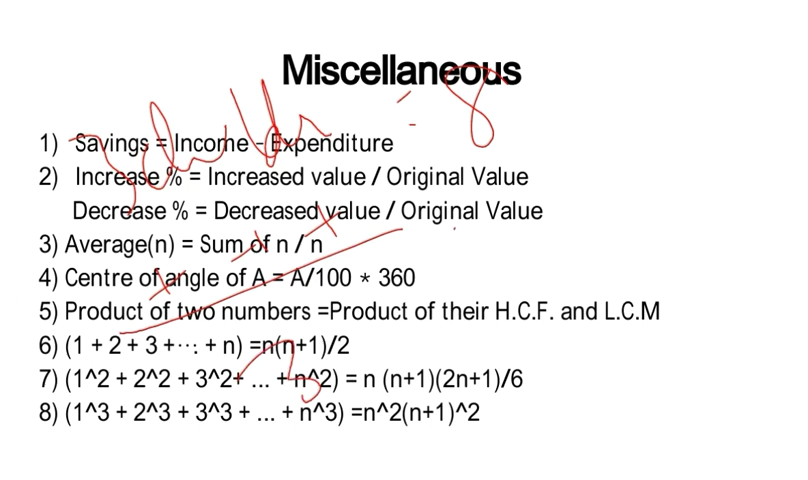 Miscellaneous
1) Savings = Income - Expenditure
2) Increase % = Increased value / Original Value
Decrease % = Decreased value / Original Value
3) Average(n) = Sum of n / n
4) Centre of angle of A = A/100 * 360
5) Product of two numbers =Product of their H.C.F. and L.C.M
6) (1 + 2 + 3 +...: + n) =n(n+1)/2
7) (1^2 + 2^2 + 3^2+ ... + n^2) = n (n+1)(2n+1)/6
8) (1^3 + 2^3 + 3^3 + ... + n^3) =n^2(n+1)^2
= 8
3